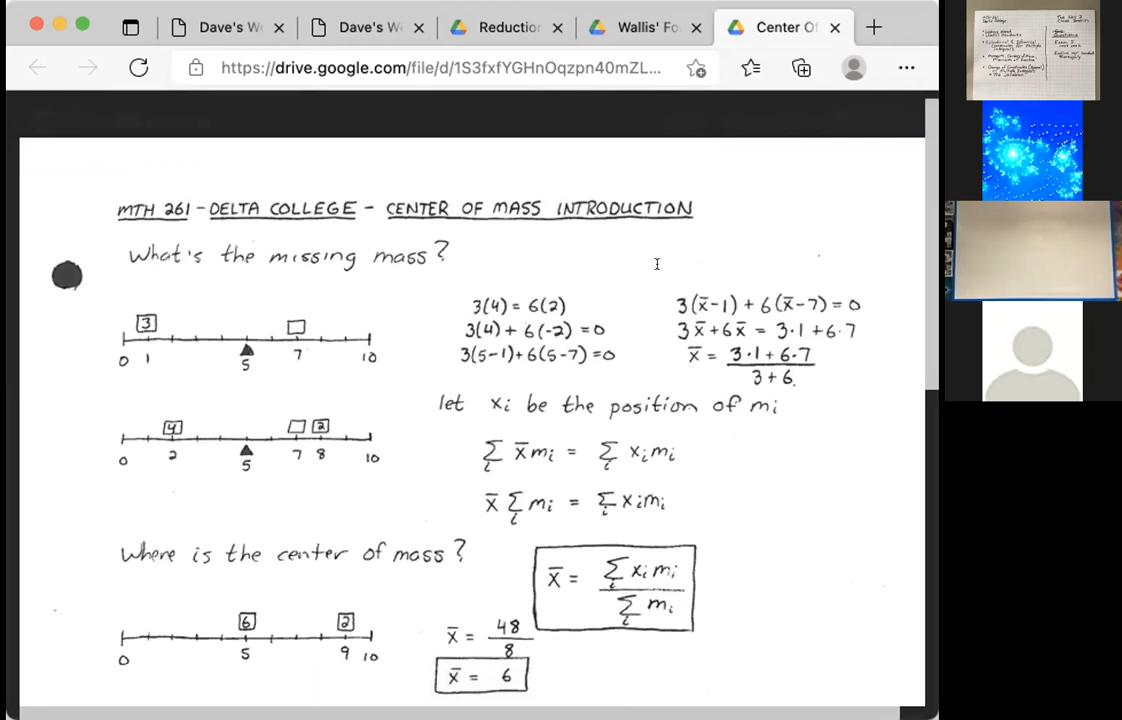 Dave's We
Dave's We
Reductio
Wallis' Fo
Center Of
https://drive.google.com/file/d/1S3fxfYGHnOqzpn40mZL...
MTH 261 - DELTA COLLEGE - CENTER OF MASS INTRODUCTION
What's the missing mass?
3
0 1 5 7 10
3(4) = 6(2)
3(4) + 6(-2) = 0
3(5-1) + 6(5-7) = 0
3(x̄-1) + 6(x̄-7) = 0
3x̄ + 6x̄ = 3·1 + 6·7
x̄ = 3·1 + 6·7 / 3 + 6
let xi be the position of mi
4 2
0 2 5 7 8 10
∑i x̄mi = ∑i ximi
x̄ ∑i mi = ∑i ximi
Where is the center of mass?
x̄ = ∑i ximi / ∑i mi
6 2
0 5 9 10
x̄ = 48 / 8
x̄ = 6